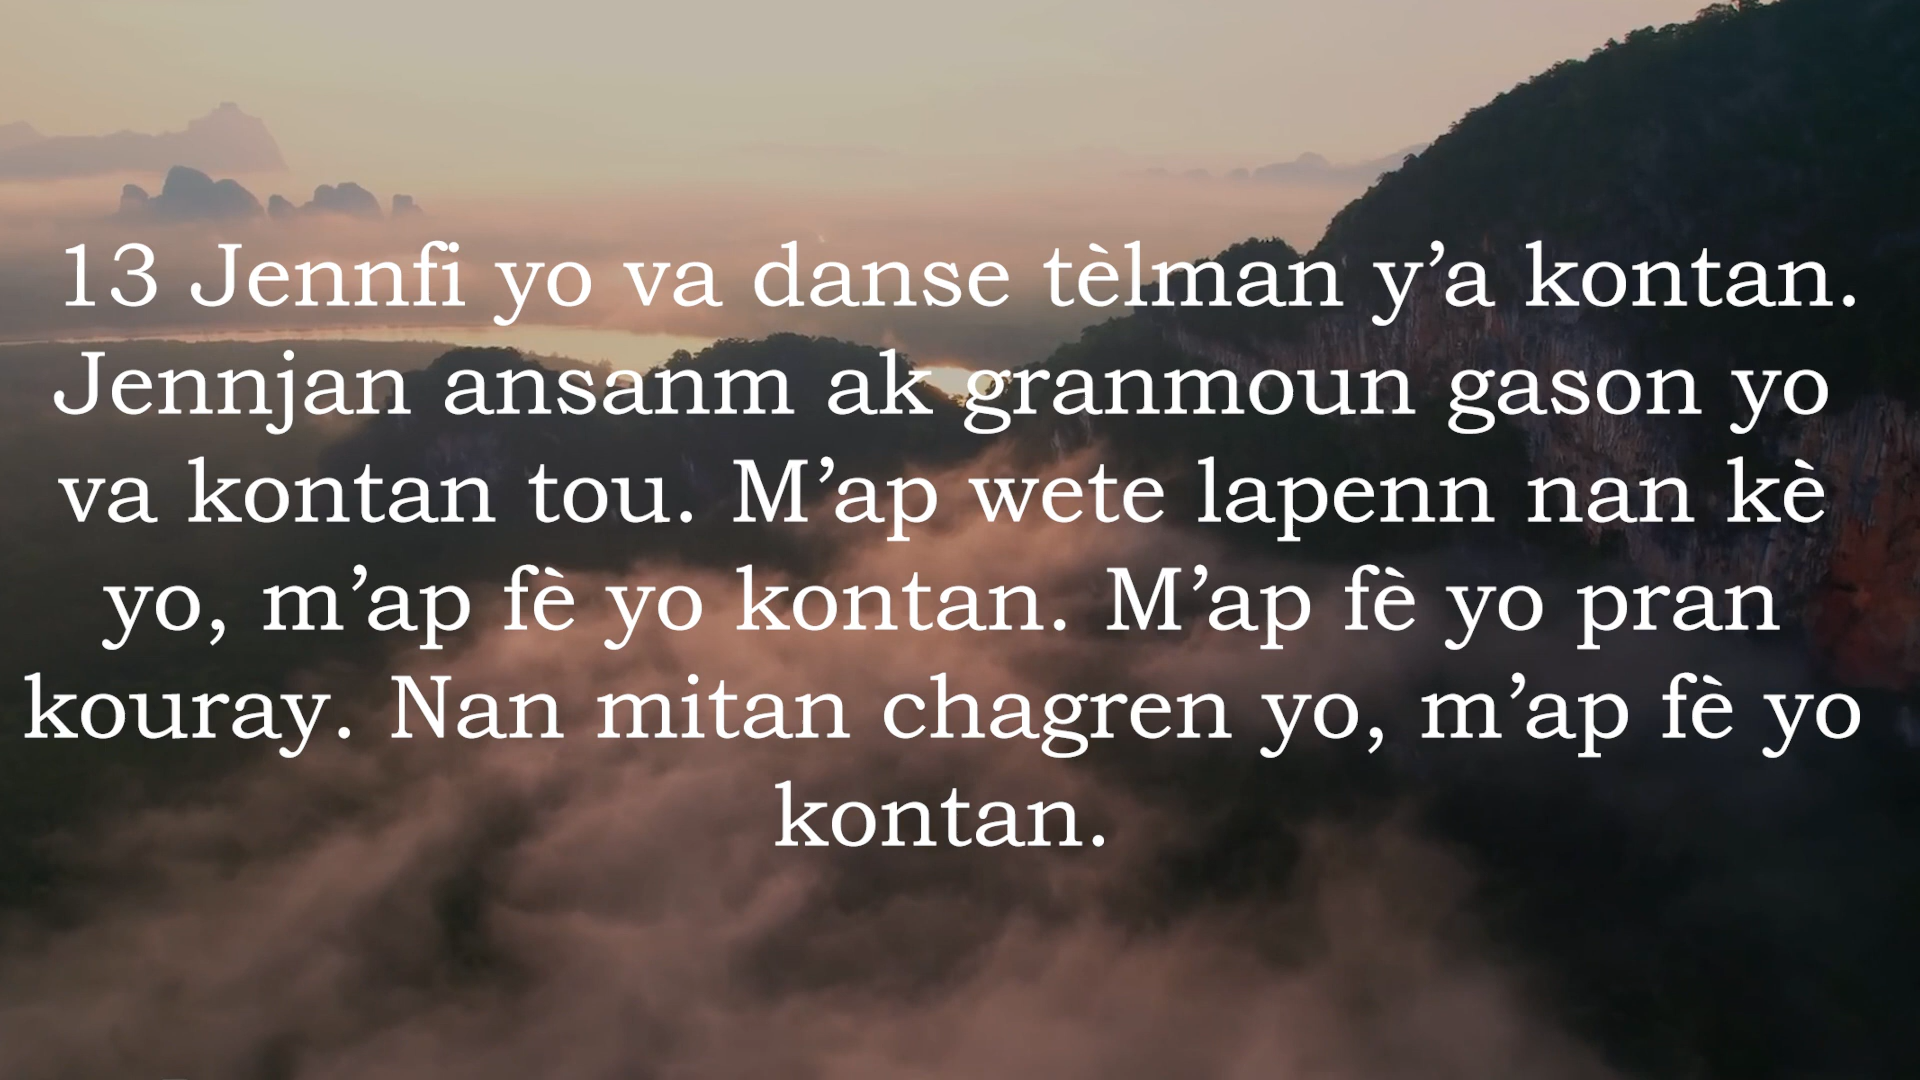 13 Jennfi yo va danse tèlman y’a kontan.
Jennjan ansanm ak granmoun gason yo
va kontan tou. M’ap wete lapenn nan kè
yo, m’ap fè yo kontan. M’ap fè yo pran
kouray. Nan mitan chagren yo, m’ap fè yo
kontan.